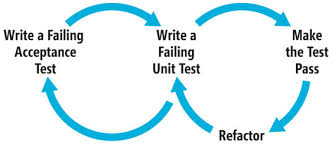 Write a Failing
Acceptance
Test
Write a
Failing
Unit Test
Make
the Test
Pass
Refactor